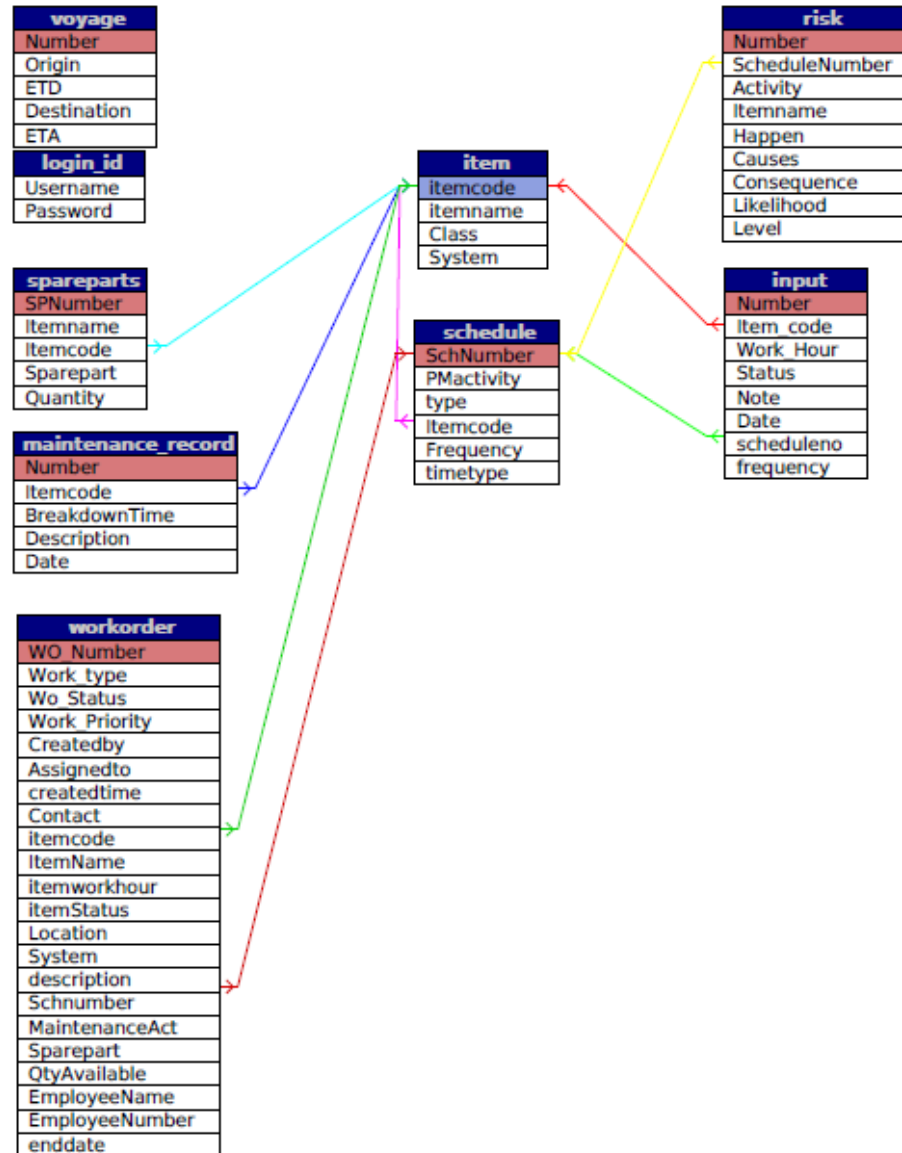 voyage
Number
Origin
ETD
Destination
ETA
login_id
Username
Password
spareparts
SPNumber
Itemname
Itemcode
Sparepart
Quantity
maintenance_record
Number
Itemcode
BreakdownTime
Description
Date
workorder
WO_Number
Work_type
Wo_Status
Work_Priority
Createdby
Assignedto
createdtime
Contact
itemcode
ItemName
itemworkhour
itemStatus
Location
System
description
Schnumber
MaintenanceAct
Sparepart
QtyAvailable
EmployeeName
EmployeeNumber
enddate
item
itemcode
itemname
Class
System
schedule
SchNumber
PMactivity
type
Itemcode
Frequency
timetype
risk
Number
ScheduleNumber
Activity
Itemname
Happen
Causes
Consequence
Likelihood
Level
input
Number
Item_code
Work_Hour
Status
Note
Date
scheduleno
frequency